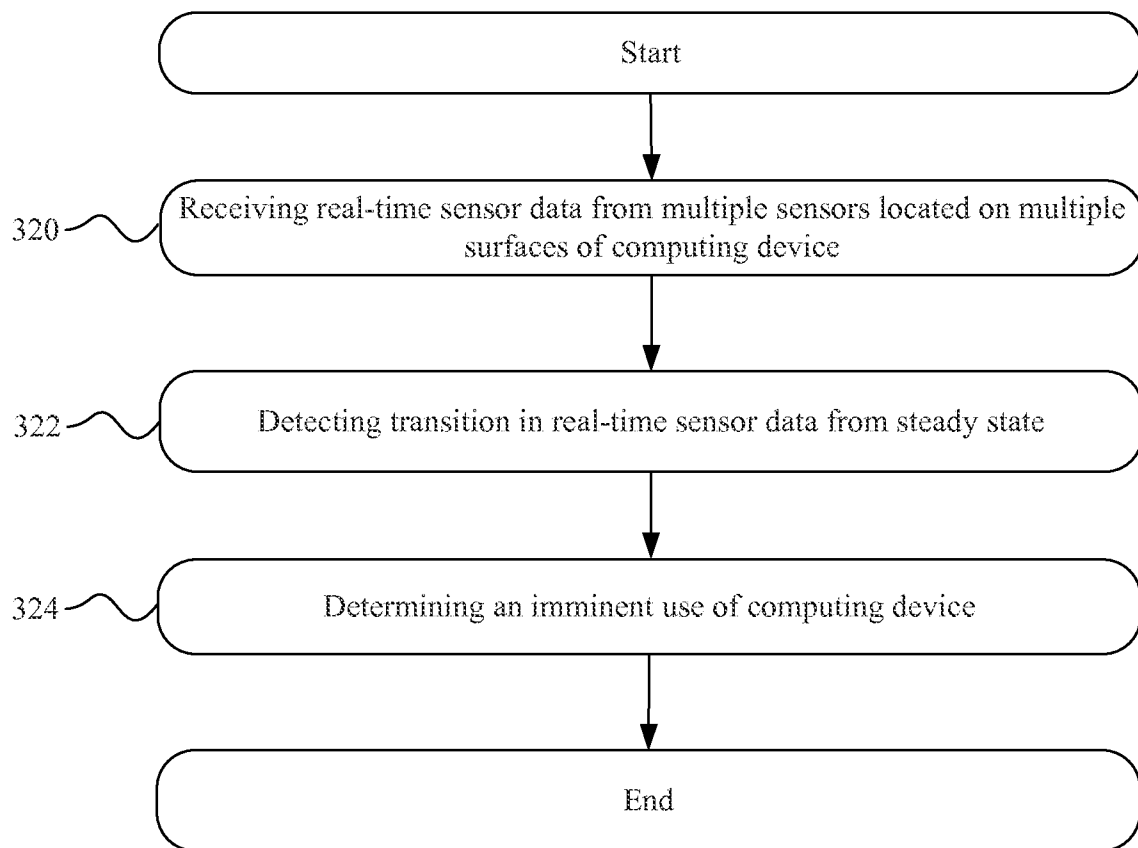 Start
320
Receiving real-time sensor data from multiple sensors located on multiple
surfaces of computing device
322
Detecting transition in real-time sensor data from steady state
324
Determining an imminent use of computing device
End